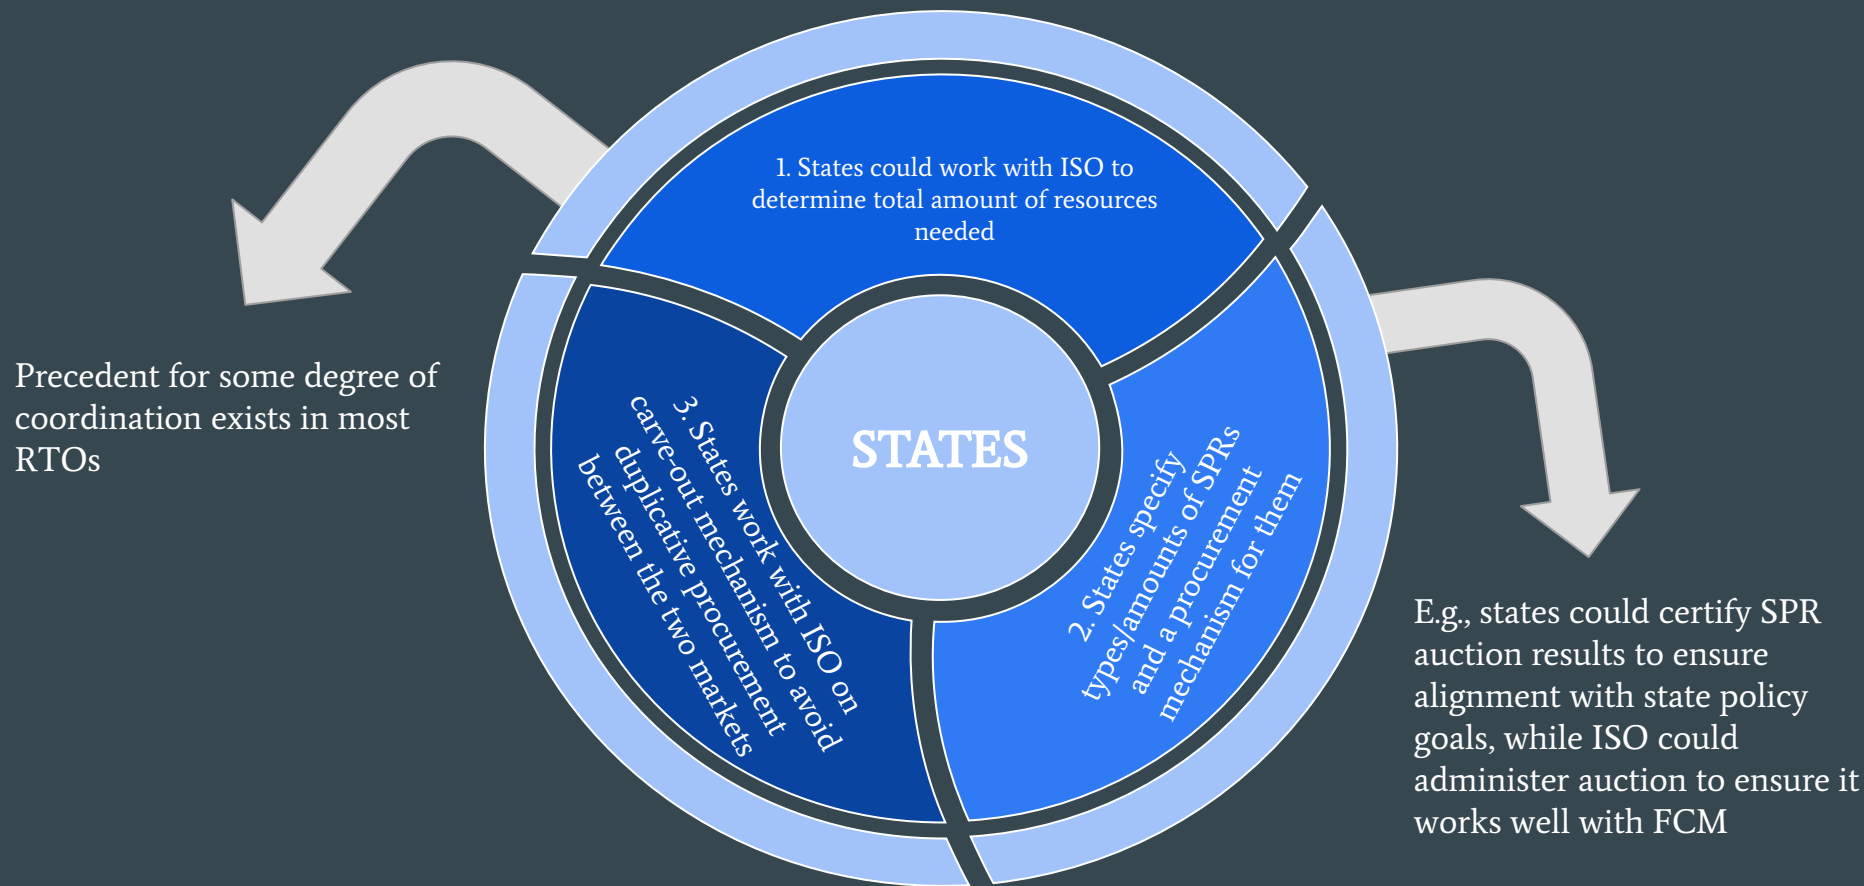 1. States could work with ISO to
determine total amount of resources
needed
Precedent for some degree of
coordination exists in most
RTOs
STATES
2. States specify
types/amounts of SPRs
and a procurement
mechanism for them
3. States work with ISO on
carve-out mechanism to avoid
duplicative procurement
between the two markets
E.g., states could certify SPR
auction results to ensure
alignment with state policy
goals, while ISO could
administer auction to ensure it
works well with FCM